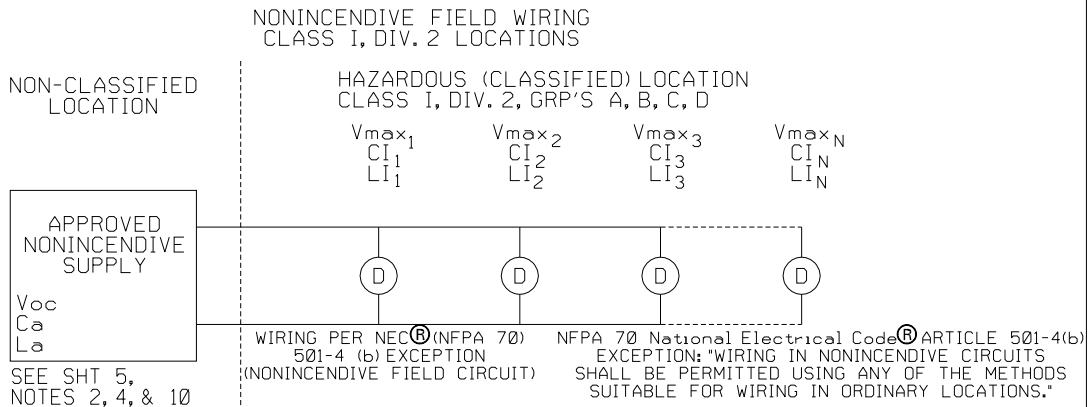 NONINCENDIVE FIELD WIRING
CLASS I, DIV. 2 LOCATIONS
NON-CLASSIFIED
LOCATION
HAZARDOUS (CLASSIFIED) LOCATION
CLASS I, DIV. 2, GRP'S A, B, C, D
Vmax1 Vmax2 Vmax3 VmaxN
CI1 CI2 CI3 CIN
LI1 LI2 LI3 LIN
APPROVED
NONINCENDIVE
SUPPLY
Voc
Ca
La
D D D D
SEE SHT 5,
NOTES 2, 4, & 10
WIRING PER NEC® (NFPA 70)
501-4 (b) EXCEPTION
(NONINCENDIVE FIELD CIRCUIT)
NFPA 70 National Electrical Code® ARTICLE 501-4(b)
EXCEPTION: "WIRING IN NONINCENDIVE CIRCUITS
SHALL BE PERMITTED USING ANY OF THE METHODS
SUITABLE FOR WIRING IN ORDINARY LOCATIONS."